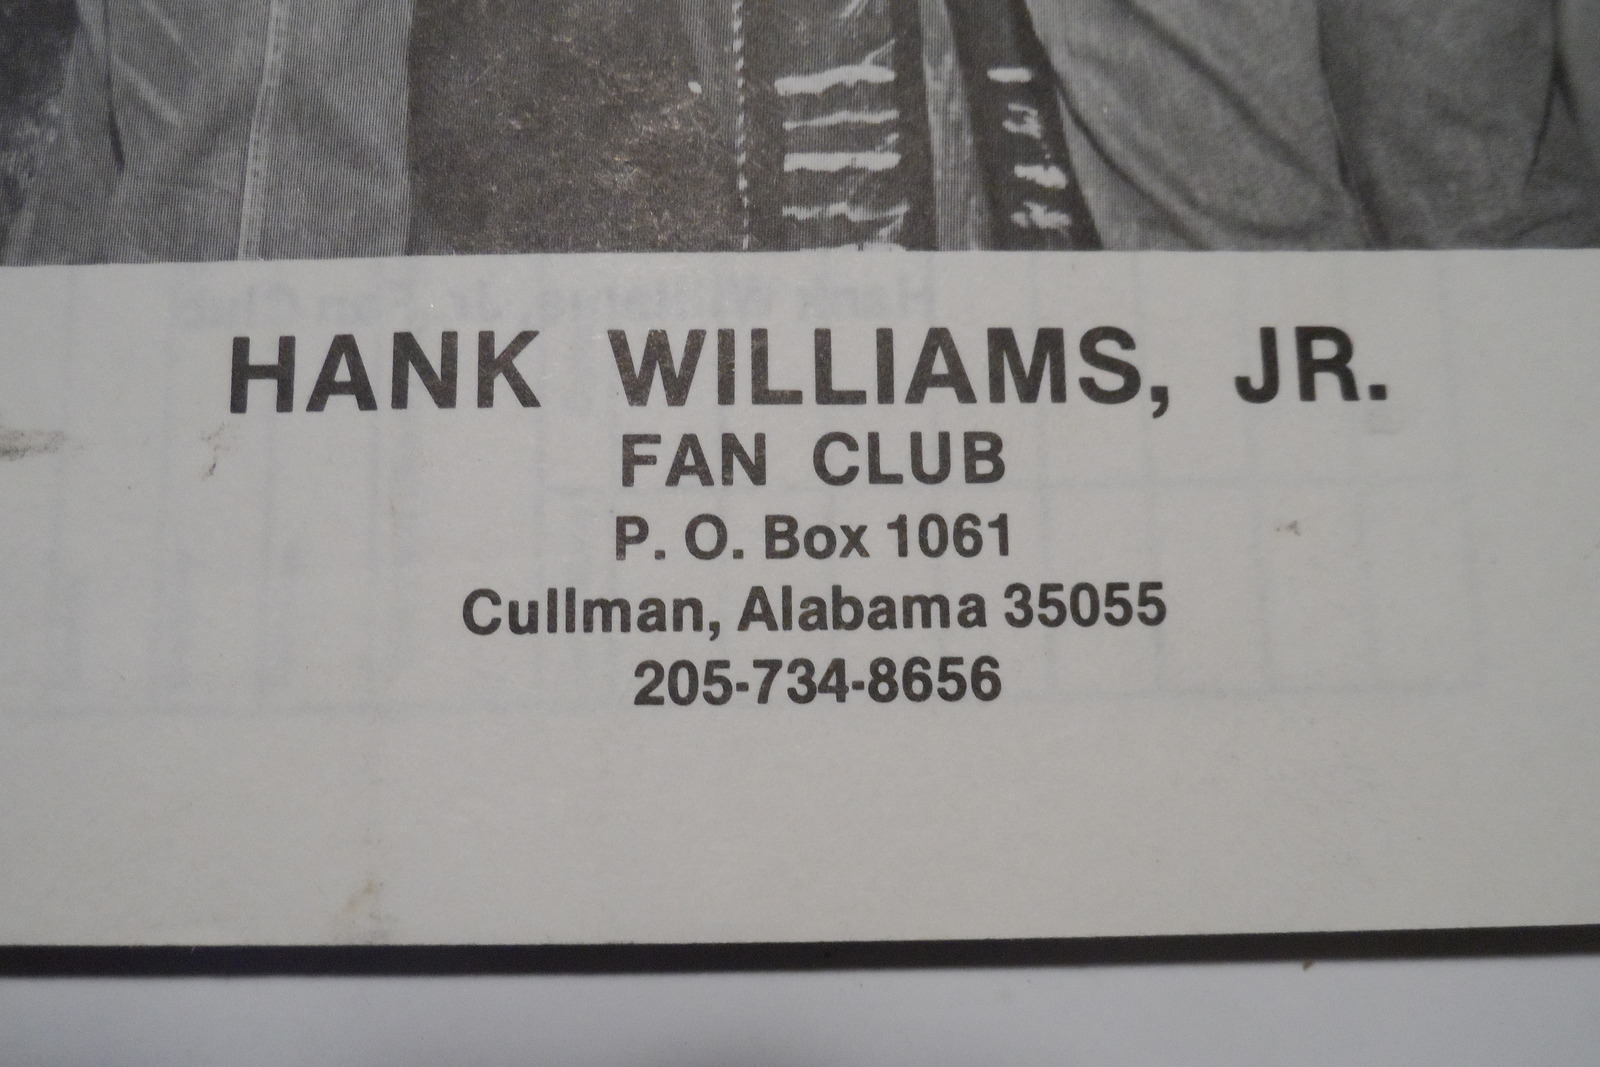 HANK WILLIAMS, JR.
FAN CLUB
P. O. Box 1061
Cullman, Alabama 35055
205-734-8656